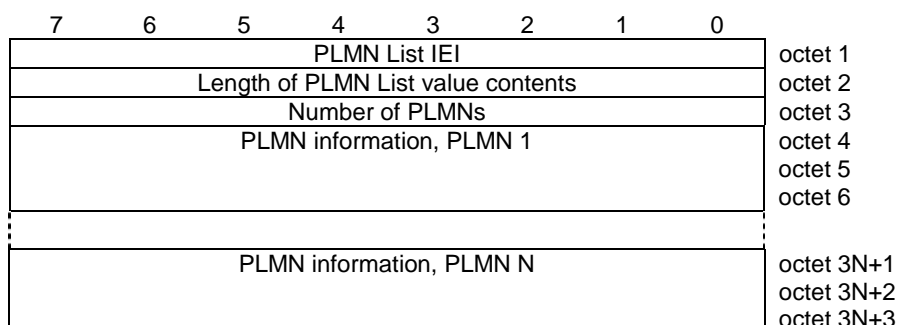 7 6 5 4 3 2 1 0
PLMN List IEI octet 1
Length of PLMN List value contents octet 2
Number of PLMNs octet 3
PLMN information, PLMN 1 octet 4
octet 5
octet 6
PLMN information, PLMN N octet 3N+1
octet 3N+2
octet 3N+3